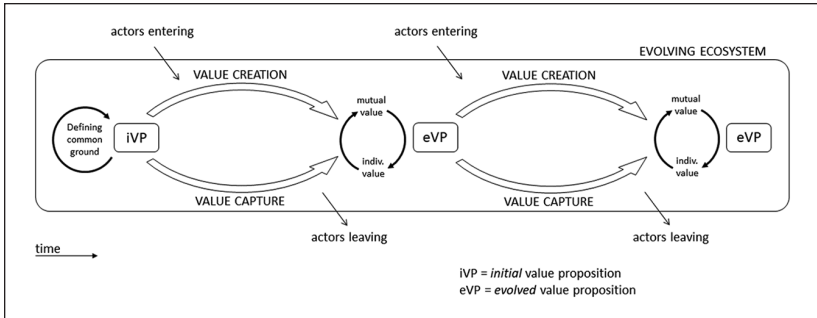 actors entering
actors entering
EVOLVING ECOSYSTEM
VALUE CREATION
VALUE CREATION
Defining
common
ground
iVP
mutual
value
indiv.
value
eVP
mutual
value
indiv.
value
eVP
VALUE CAPTURE
VALUE CAPTURE
actors leaving
actors leaving
time
iVP = initial value proposition
eVP = evolved value proposition